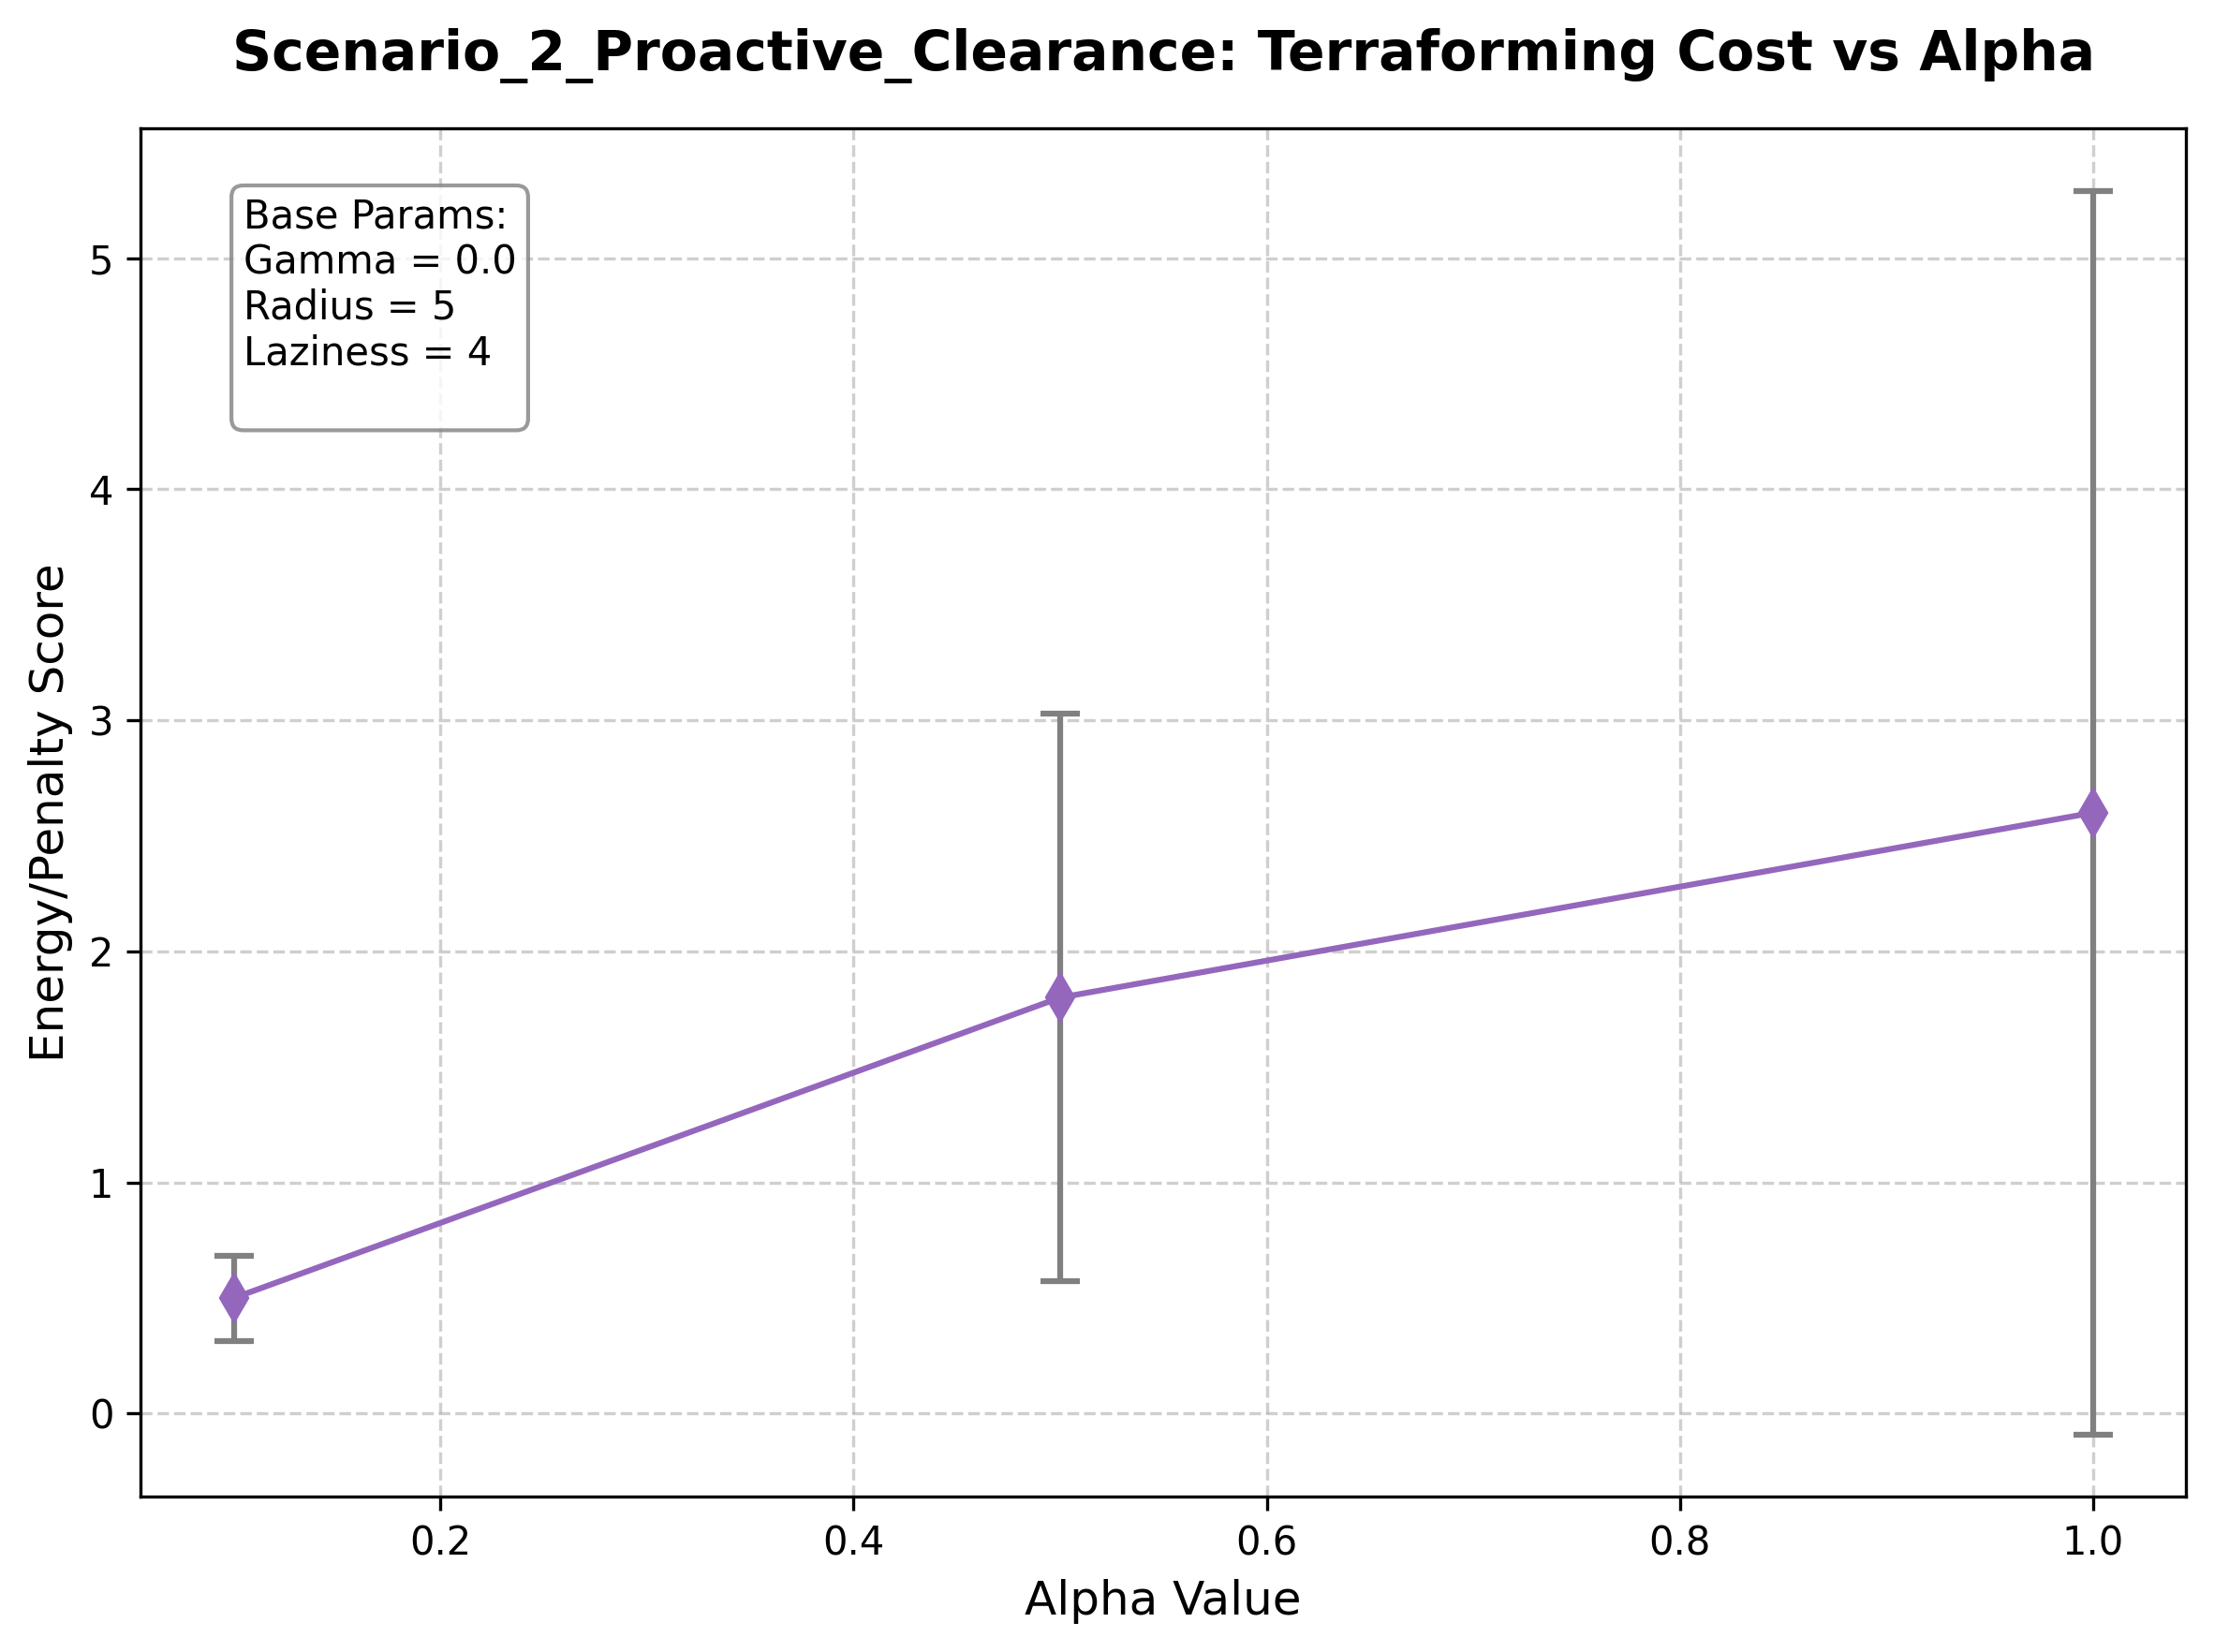 Scenario_2_Proactive_Clearance: Terraforming Cost vs Alpha
Base Params:
Gamma = 0.0
Radius = 5
Laziness = 4
Energy/Penalty Score
5
4
3
2
1
0
0.2
0.4
0.6
0.8
1.0
Alpha Value